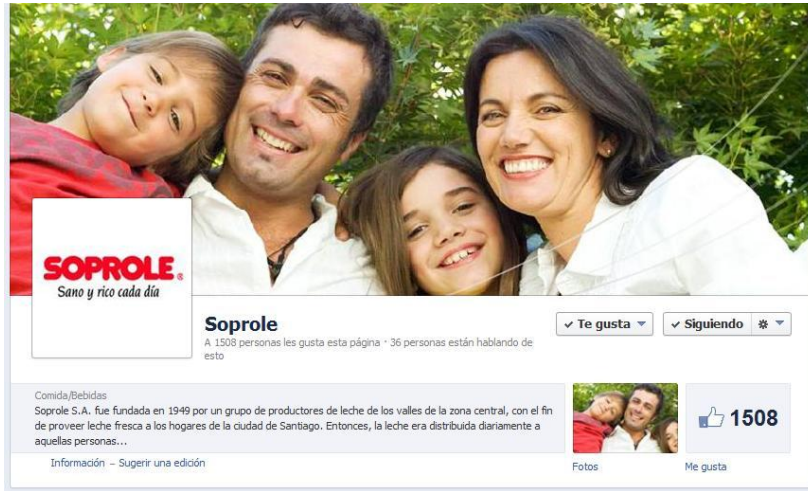 SOPROLE®
Sano y rico cada día
Soprole
A 1508 personas les gusta esta página · 36 personas están hablando de
esto
Te gusta
Siguiendo
Comida/Bebidas
Soprole S.A. fue fundada en 1949 por un grupo de productores de leche de los valles de la zona central, con el fin
de proveer leche fresca a los hogares de la ciudad de Santiago. Entonces, la leche era distribuida diariamente a
aquellas personas...
Información – Sugerir una edición
1508
Fotos
Me gusta